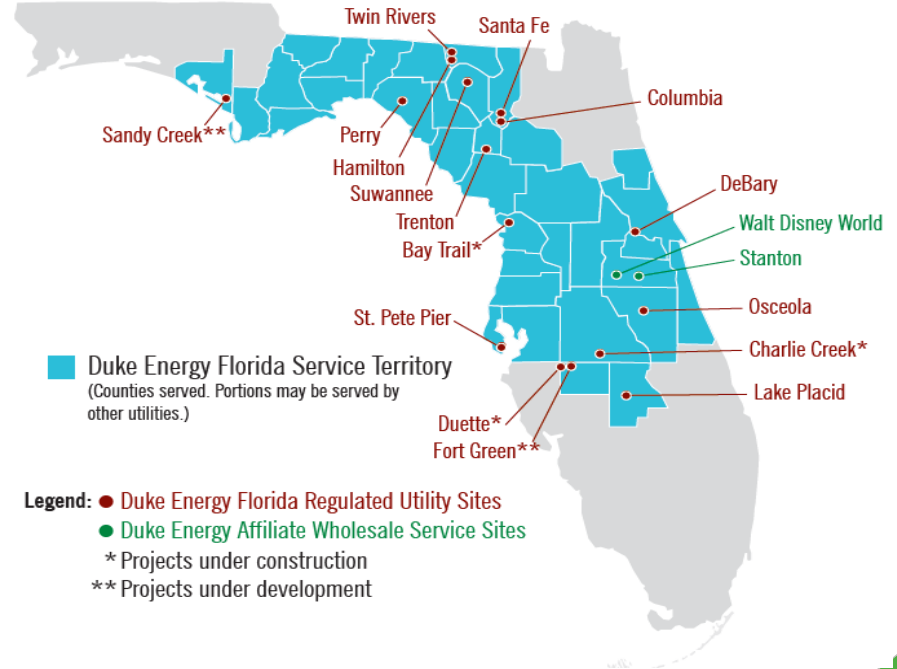 Twin Rivers
Santa Fe
Columbia
Sandy Creek**
Perry
Hamilton
Suwannee
Trenton
Bay Trail*
DeBary
Walt Disney World
Stanton
Osceola
St. Pete Pier
Charlie Creek*
Lake Placid
Duette*
Fort Green**
Duke Energy Florida Service Territory
(Counties served. Portions may be served by
other utilities.)
Legend: ● Duke Energy Florida Regulated Utility Sites
● Duke Energy Affiliate Wholesale Service Sites
* Projects under construction
** Projects under development